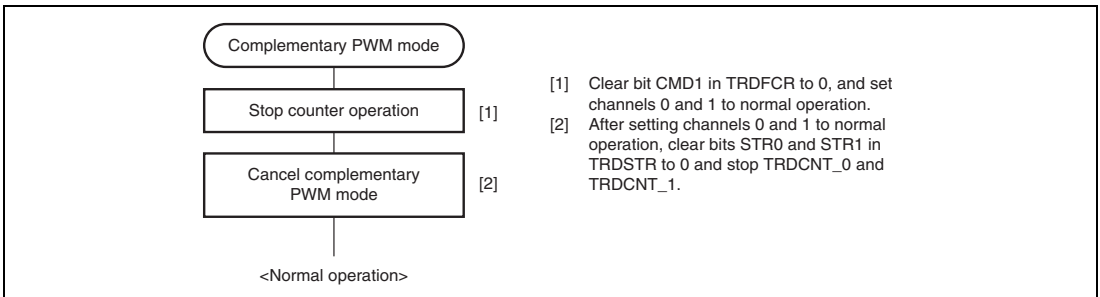 Complementary PWM mode
Stop counter operation
[1]
Cancel complementary
PWM mode
[2]
<Normal operation>
[1] Clear bit CMD1 in TRDFCR to 0, and set
channels 0 and 1 to normal operation.
[2] After setting channels 0 and 1 to normal
operation, clear bits STR0 and STR1 in
TRDSTR to 0 and stop TRDCNT_0 and
TRDCNT_1.